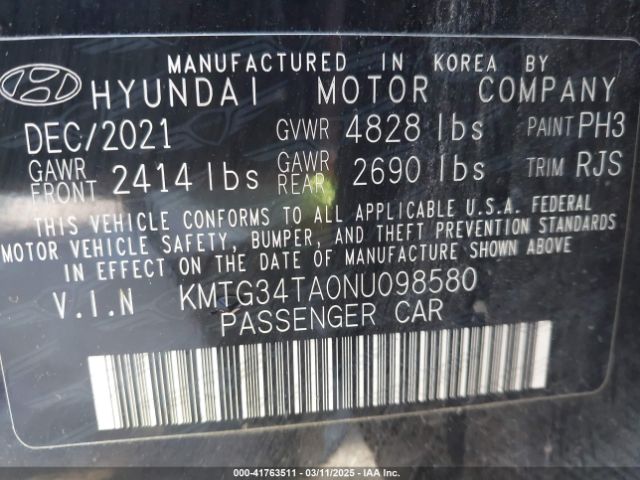 MANUFACTURED IN KOREA BY
HYUNDAI MOTOR COMPANY
DEC/2021 GVWR 4828 lbs PAINT PH3
GAWR FRONT 2414 lbs GAWR REAR 2690 lbs TRIM RJS
THIS VEHICLE CONFORMS TO ALL APPLICABLE U.S.A. FEDERAL
MOTOR VEHICLE SAFETY, BUMPER, AND THEFT PREVENTION STANDARDS
IN EFFECT ON THE DATE OF MANUFACTURE SHOWN ABOVE
V.I.N KMTG34TA0NU098580
PASSENGER CAR
000-41763511 — 03/11/2025 — IAA Inc.